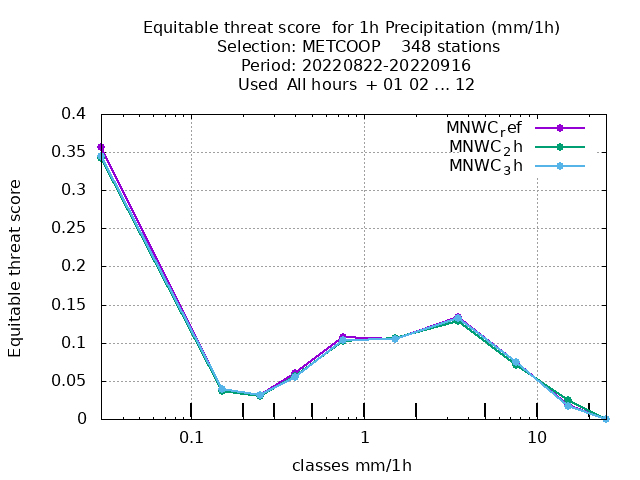 Equitable threat score for 1h Precipitation (mm/1h)
Selection: METCOOP 348 stations
Period: 20220822-20220916
Used All hours + 01 02 ... 12
MNWC_ref
MNWC_2h
MNWC_3h
Equitable threat score
0.4
0.35
0.3
0.25
0.2
0.15
0.1
0.05
0
0.1 1 10
classes mm/1h